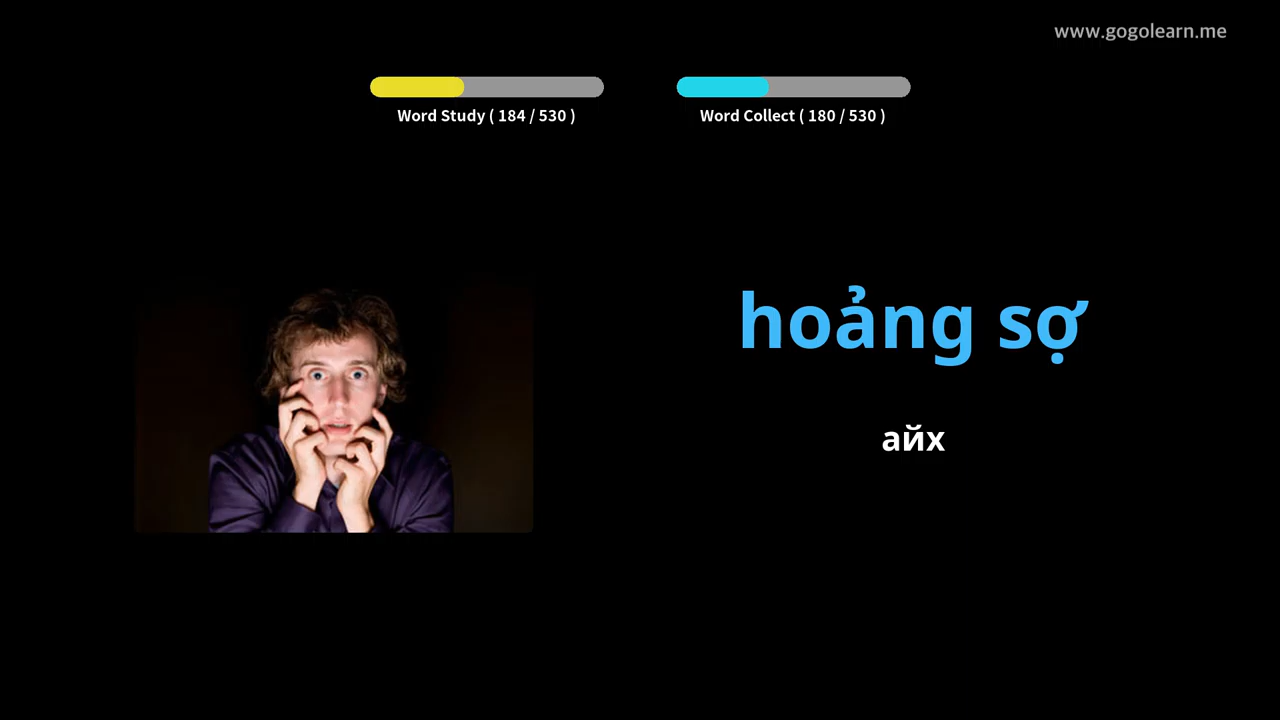 www.gogolearn.me
Word Study ( 184 / 530 )
Word Collect ( 180 / 530 )
hoảng sợ
айх